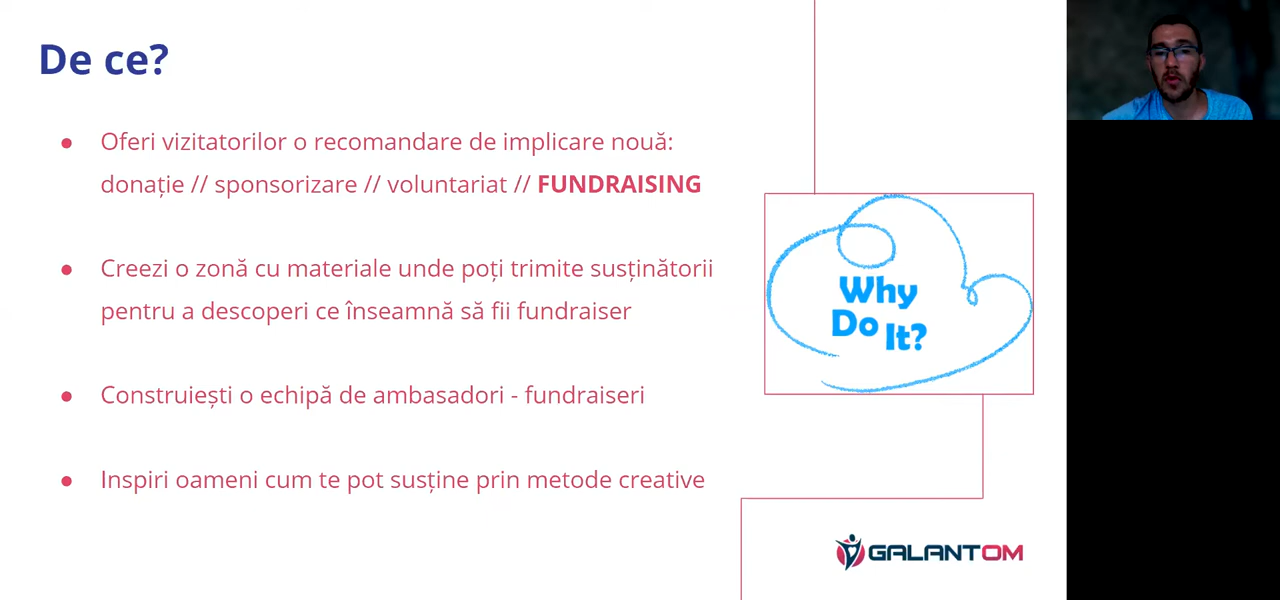 De ce?
Oferi vizitatorilor o recomandare de implicare nouă:
donație // sponsorizare // voluntariat // FUNDRAISING
Creezi o zonă cu materiale unde poți trimite susținătorii
pentru a descoperi ce înseamnă să fii fundraiser
Construiești o echipă de ambasadori - fundraiseri
Inspiri oameni cum te pot susține prin metode creative
Why
Do It?
GALANTOM